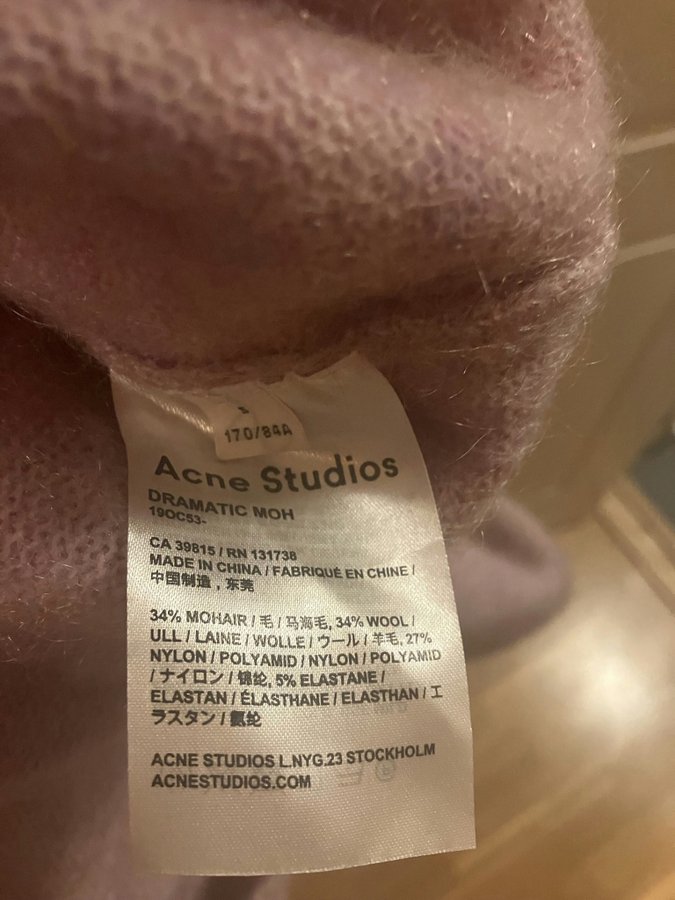 S
170/84A
Acne Studios
DRAMATIC MOH
19OC53-
CA 39815 / RN 131738
MADE IN CHINA / FABRIQUÉ EN CHINE /
中国制造，东莞
34% MOHAIR / 毛 / 马海毛, 34% WOOL /
ULL / LAINE / WOLLE / ウール / 羊毛, 27%
NYLON / POLYAMID / NYLON / POLYAMID
/ ナイロン / 锦纶, 5% ELASTANE /
ELASTAN / ÉLASTHANE / ELASTHAN / エ
ラスタン / 氨纶
ACNE STUDIOS L.NYG.23 STOCKHOLM
ACNESTUDIOS.COM